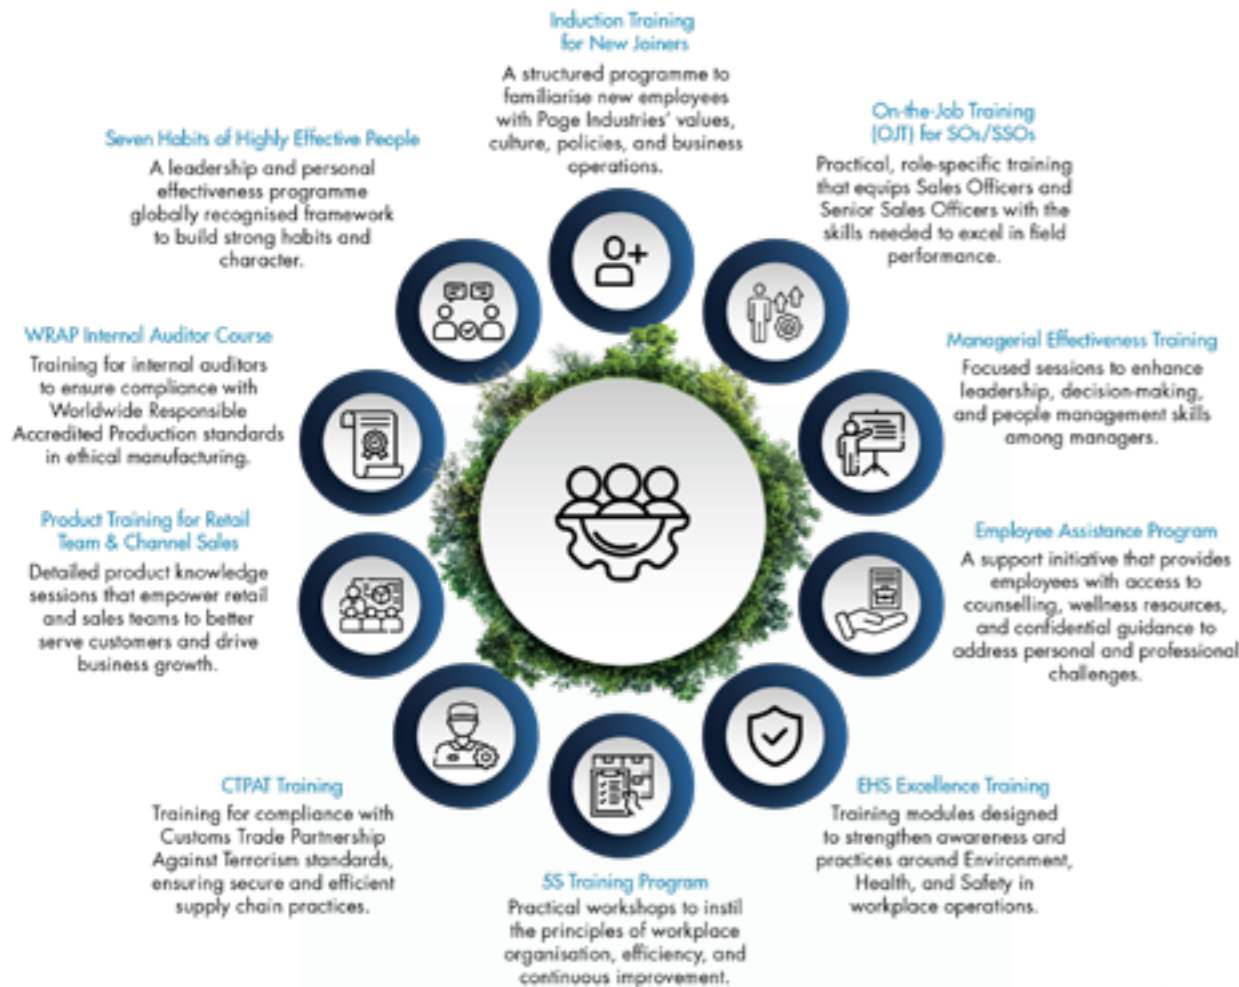 Induction Training
for New Joiners
A structured programme to
familiarise new employees
with Page Industries' values,
culture, policies, and business
operations.
On-the-Job Training
(OJT) for SOs/SSOs
Practical, role-specific training
that equips Sales Officers and
Senior Sales Officers with the
skills needed to excel in field
performance.
Managerial Effectiveness Training
Focused sessions to enhance
leadership, decision-making,
and people management skills
among managers.
Employee Assistance Program
A support initiative that provides
employees with access to
counselling, wellness resources,
and confidential guidance to
address personal and professional
challenges.
EHS Excellence Training
Training modules designed
to strengthen awareness and
practices around Environment,
Health, and Safety in
workplace operations.
5S Training Program
Practical workshops to instil
the principles of workplace
organisation, efficiency, and
continuous improvement.
CTPAT Training
Training for compliance with
Customs Trade Partnership
Against Terrorism standards,
ensuring secure and efficient
supply chain practices.
Product Training for Retail
Team & Channel Sales
Detailed product knowledge
sessions that empower retail
and sales teams to better
serve customers and drive
business growth.
WRAP Internal Auditor Course
Training for internal auditors
to ensure compliance with
Worldwide Responsible
Accredited Production standards
in ethical manufacturing.
Seven Habits of Highly Effective People
A leadership and personal
effectiveness programme
globally recognised framework
to build strong habits and
character.